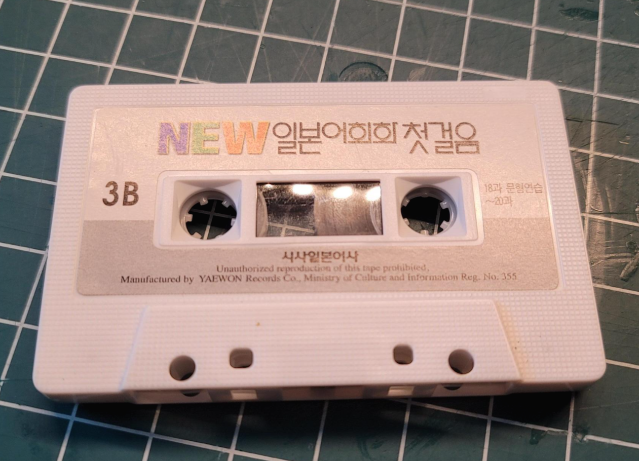 NEW 일본어회화 첫걸음
3B
18과 문형연습
~20과
시사일본어사
Unauthorized reproduction of this tape prohibited.
Manufactured by YAEWON Records Co., Ministry of Culture and Information Reg. No. 355